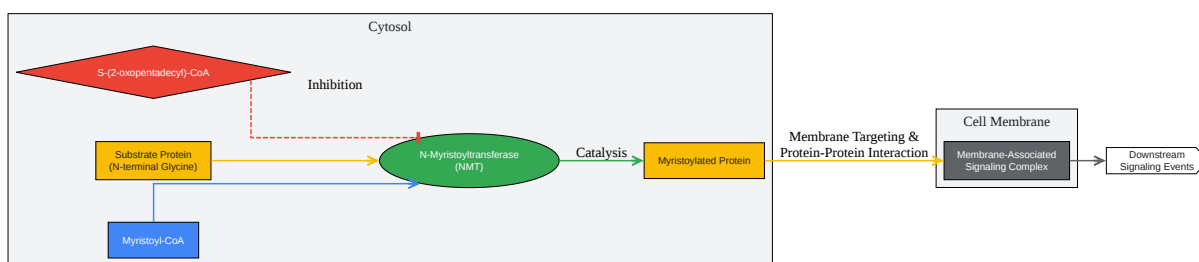 Cytosol
S-(2-oxopentadecyl)-CoA
Inhibition
Substrate Protein
(N-terminal Glycine)
N-Myristoyltransferase
(NMT)
Catalysis
Myristoylated Protein
Myristoyl-CoA
Membrane Targeting &
Protein-Protein Interaction
Cell Membrane
Membrane-Associated
Signaling Complex
Downstream
Signaling Events